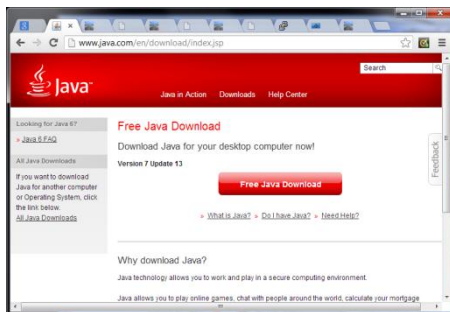 www.java.com/en/download/index.jsp
Search
Java
Java in Action Downloads Help Center
Looking for Java 6?
» Java 6 FAQ
All Java Downloads
If you want to download
Java for another computer
or Operating System, click
the link below.
All Java Downloads
Free Java Download
Download Java for your desktop computer now!
Version 7 Update 13
Free Java Download
» What is Java? » Do I have Java? » Need Help?
Why download Java?
Java technology allows you to work and play in a secure computing environment.
Java allows you to play online games, chat with people around the world, calculate your mortgage
Feedback